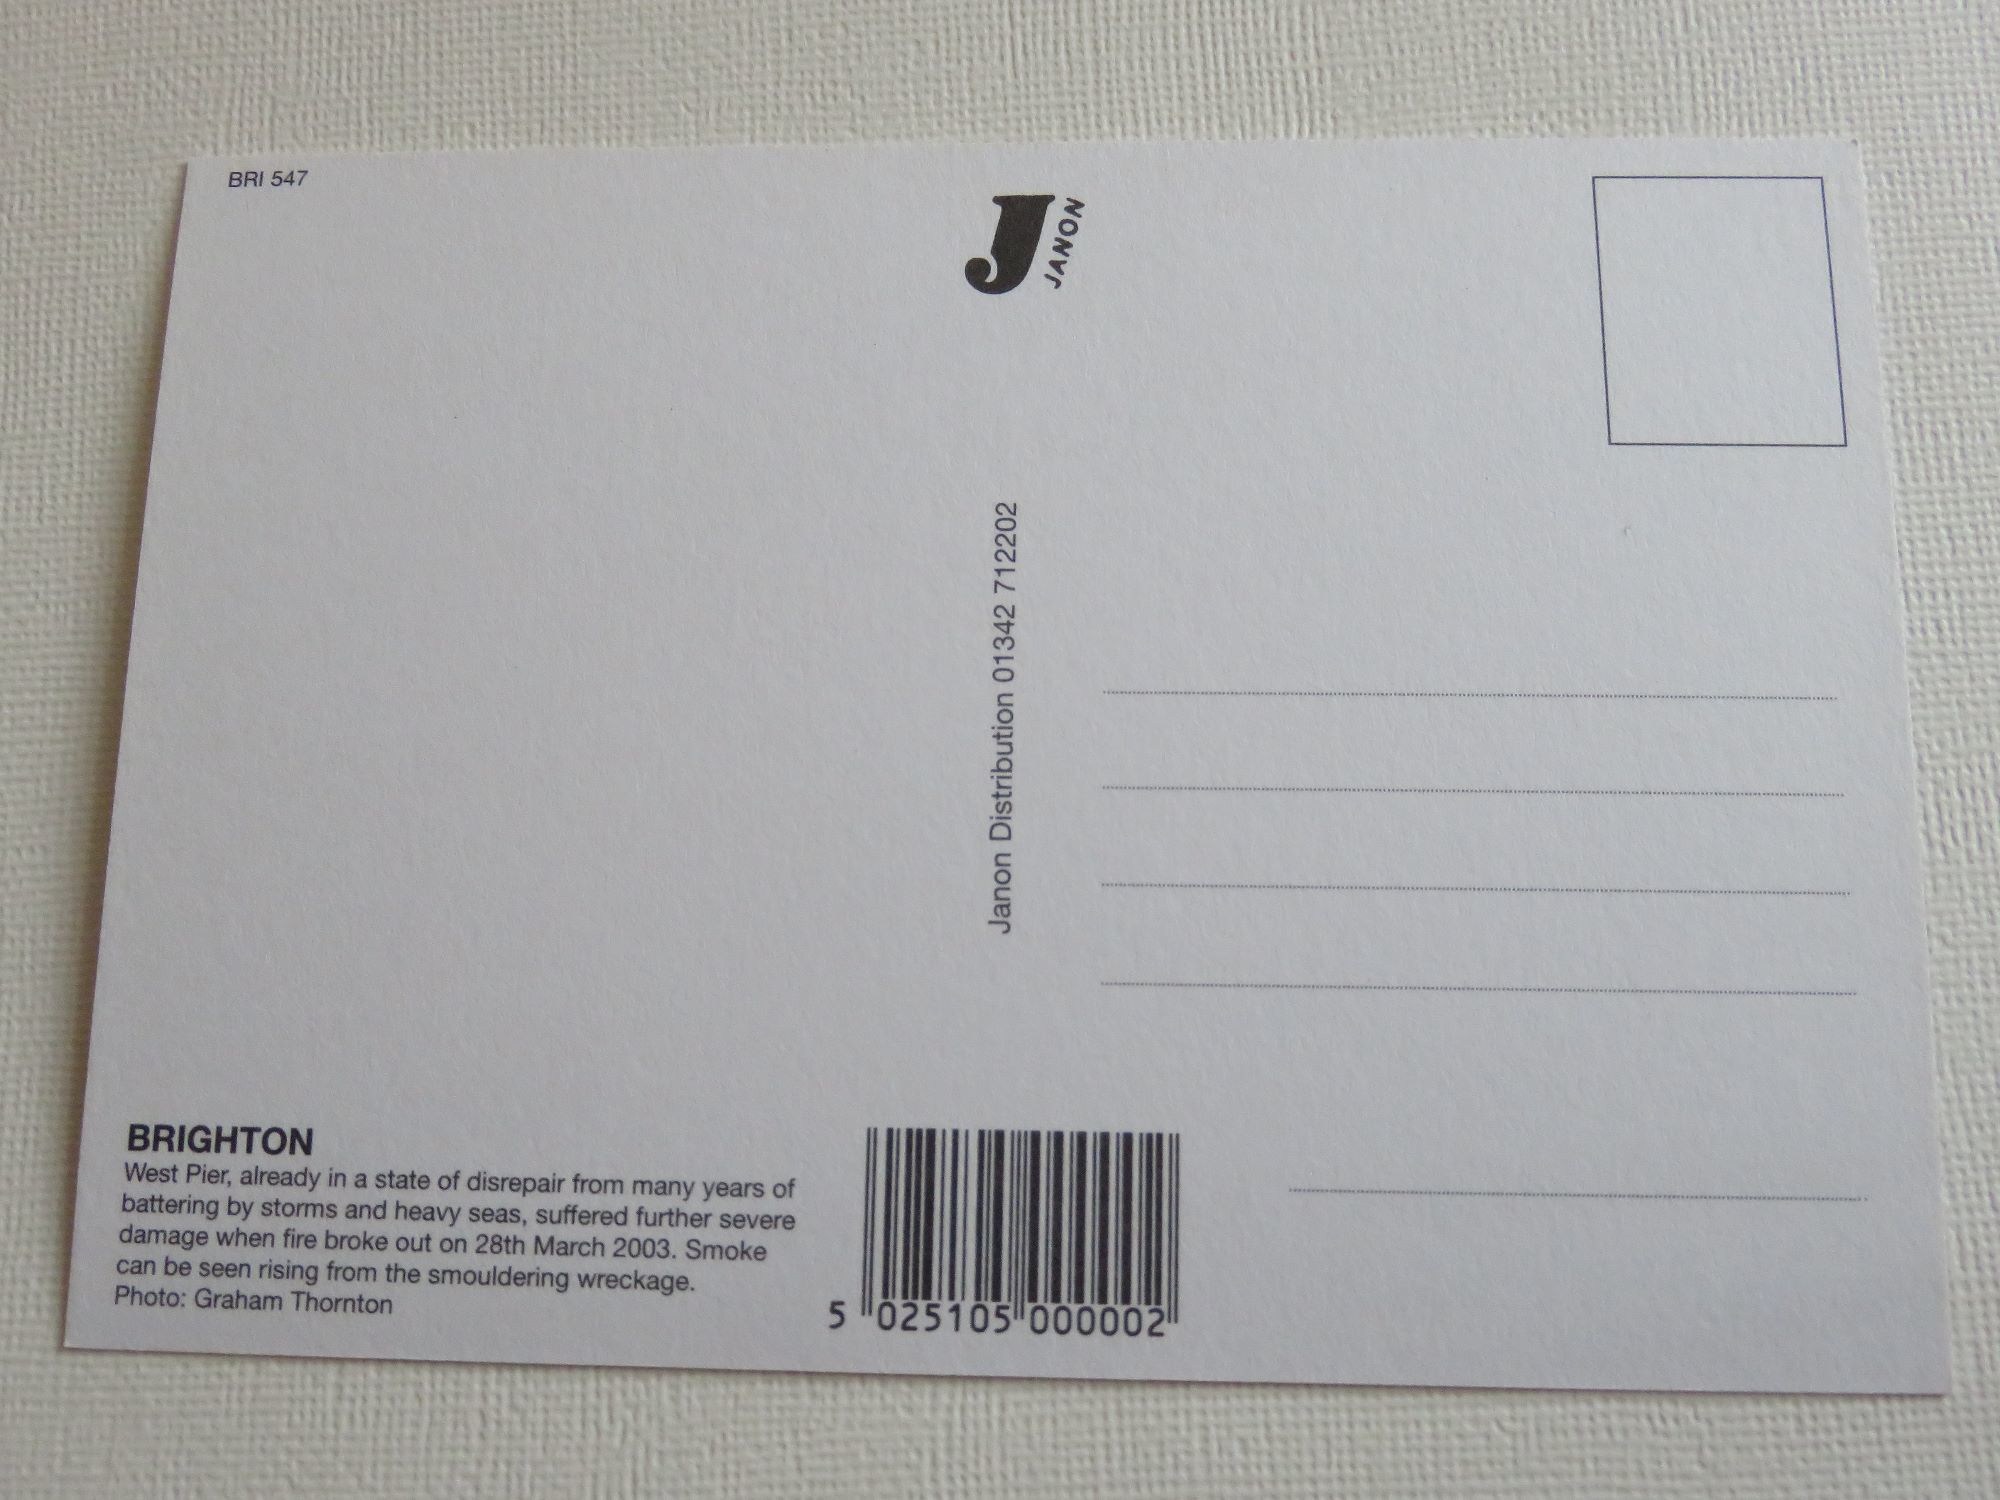 BRI 547
J
JANON
Janon Distribution 01342 712202
BRIGHTON
West Pier, already in a state of disrepair from many years of
battering by storms and heavy seas, suffered further severe
damage when fire broke out on 28th March 2003. Smoke
can be seen rising from the smouldering wreckage.
Photo: Graham Thornton
5 025105 000002